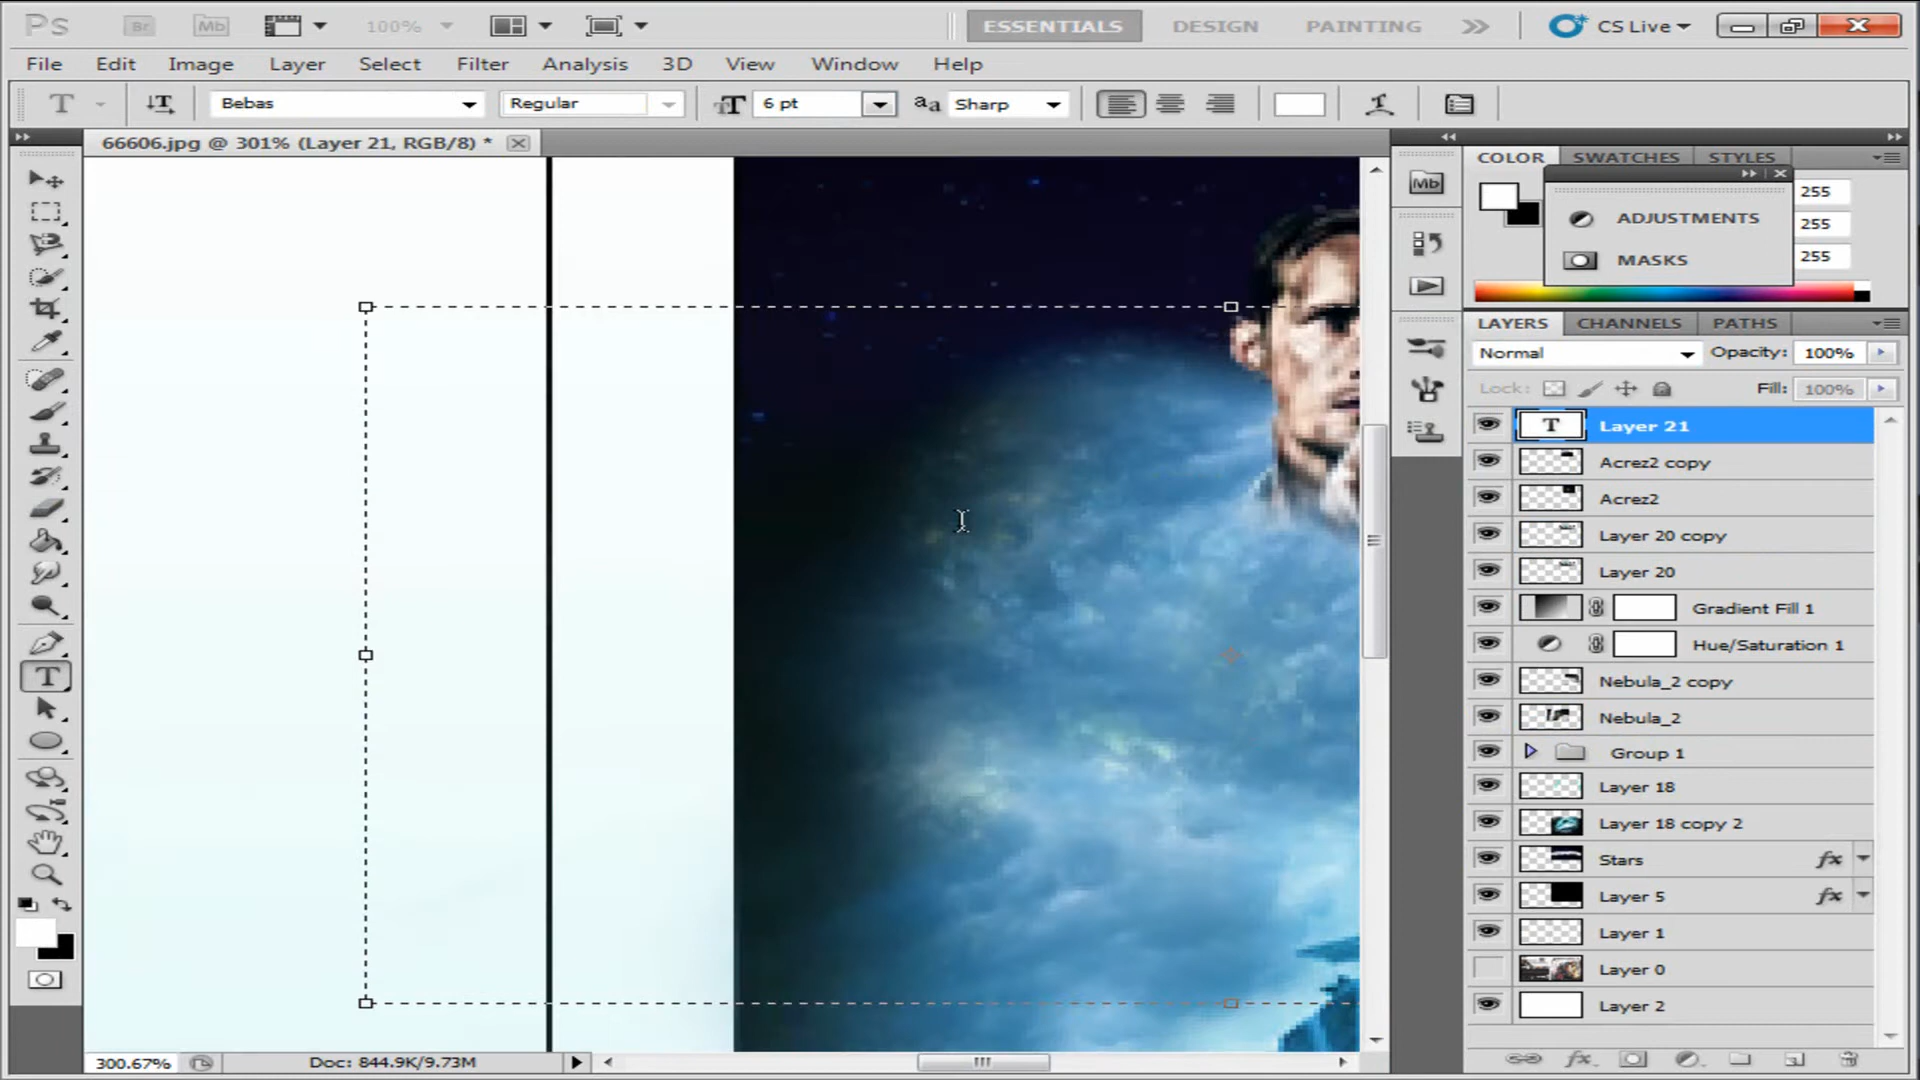 Ps Br Mb 100% ESSENTIALS DESIGN PAINTING CS Live
File Edit Image Layer Select Filter Analysis 3D View Window Help
T Bebas Regular 6 pt aa Sharp
66606.jpg @ 301% (Layer 21, RGB/8) *
COLOR SWATCHES STYLES
Mb
255
ADJUSTMENTS
255
MASKS
255
LAYERS CHANNELS PATHS
Normal Opacity: 100%
Lock: Fill: 100%
T Layer 21
Acrez2 copy
Acrez2
Layer 20 copy
Layer 20
Gradient Fill 1
Hue/Saturation 1
Nebula_2 copy
Nebula_2
Group 1
Layer 18
Layer 18 copy 2
Stars fx
Layer 5 fx
Layer 1
Layer 0
Layer 2
300.67% Doc: 844.9K/9.73M
fx